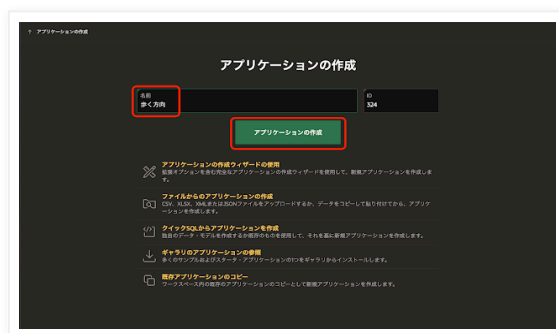 ↑ アプリケーションの作成
アプリケーションの作成
名前
歩く方向
ID
324
アプリケーションの作成
アプリケーションの作成ウィザードの使用
拡張オプションを含む完全なアプリケーションの作成ウィザードを使用して、新規アプリケーションを作成しま
す。
ファイルからのアプリケーションの作成
CSV、XLSX、XMLまたはJSONファイルをアップロードするか、データをコピーして貼り付けてから、アプリケ
ーションを作成します。
クイックSQLからアプリケーションを作成
独自のデータ・モデルを作成するか既存のものを使用して、それを基に新規アプリケーションを作成します。
ギャラリのアプリケーションの参照
多くのサンプルおよびスタータ・アプリケーションの1つをギャラリからインストールします。
既存アプリケーションのコピー
ワークスペース内の既存のアプリケーションのコピーとして新規アプリケーションを作成します。